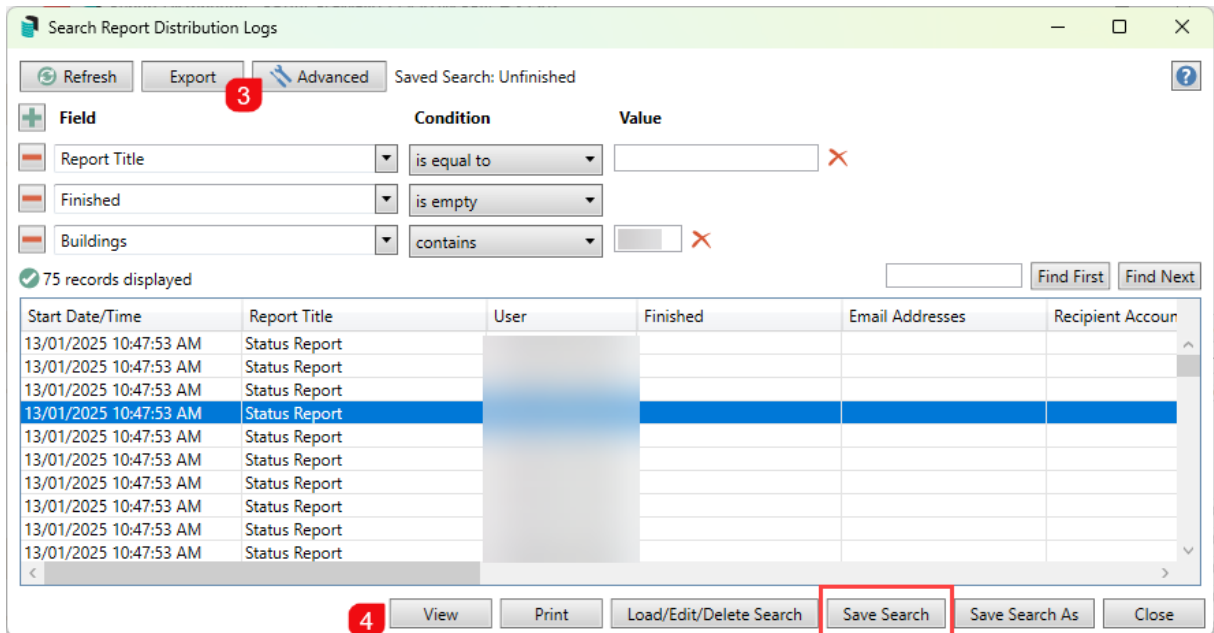 Search Report Distribution Logs
Refresh Export 3 Advanced Saved Search: Unfinished ?
Field Condition Value
Report Title is equal to
Finished is empty
Buildings contains
75 records displayed Find First Find Next
Start Date/Time Report Title User Finished Email Addresses Recipient Accoun
13/01/2025 10:47:53 AM Status Report
13/01/2025 10:47:53 AM Status Report
13/01/2025 10:47:53 AM Status Report
13/01/2025 10:47:53 AM Status Report
13/01/2025 10:47:53 AM Status Report
13/01/2025 10:47:53 AM Status Report
13/01/2025 10:47:53 AM Status Report
13/01/2025 10:47:53 AM Status Report
13/01/2025 10:47:53 AM Status Report
13/01/2025 10:47:53 AM Status Report
4 View Print Load/Edit/Delete Search Save Search Save Search As Close